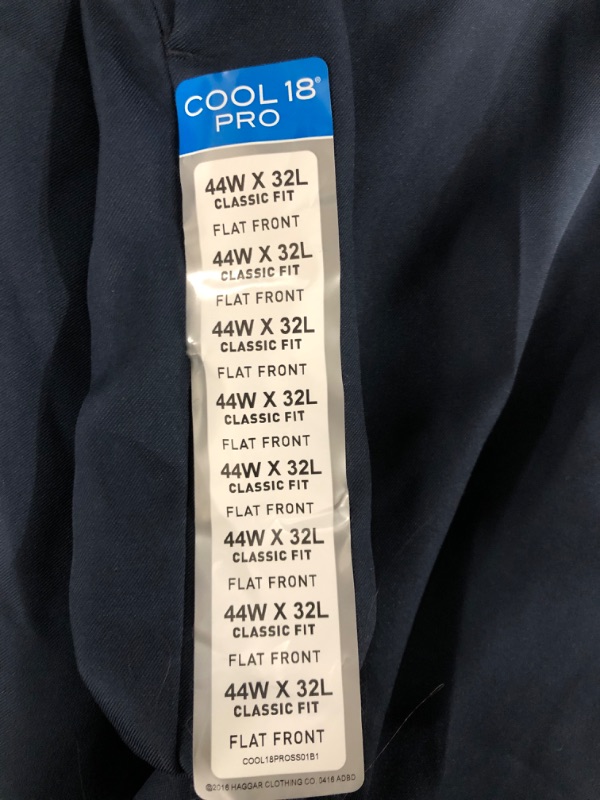 COOL 18®
PRO
44W X 32L
CLASSIC FIT
FLAT FRONT
44W X 32L
CLASSIC FIT
FLAT FRONT
44W X 32L
CLASSIC FIT
FLAT FRONT
44W X 32L
CLASSIC FIT
FLAT FRONT
44W X 32L
CLASSIC FIT
FLAT FRONT
44W X 32L
CLASSIC FIT
FLAT FRONT
44W X 32L
CLASSIC FIT
FLAT FRONT
44W X 32L
CLASSIC FIT
FLAT FRONT
COOL18PROSS01B1
©2016 HAGGAR CLOTHING CO. 0416 ADBD